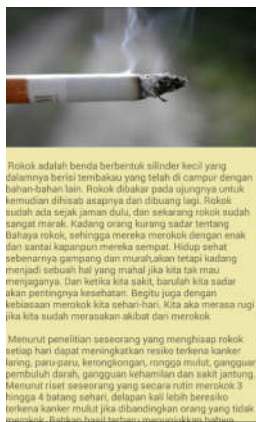 Rokok adalah benda berbentuk silinder kecil yang
dalamnya berisi tembakau yang telah di campur dengan
bahan-bahan lain. Rokok dibakar pada ujungnya untuk
kemudian dihisab asapnya dan dibuang lagi. Rokok
sudah ada sejak jaman dulu, dan sekarang rokok sudah
sangat marak. Kadang orang kurang sadar tentang
Bahaya rokok, sehingga mereka merokok dengan enak
dan santai kapanpun mereka sempat. Hidup sehat
sebenarnya gampang dan murah,akan tetapi kadang
menjadi sebuah hal yang mahal jika kita tak mau
menjaganya. Dan ketika kita sakit, barulah kita sadar
akan pentingnya kesehatan. Begitu juga dengan
kebiasaan merokok kita sehari-hari. Kita aka merasa rugi
jika kita sudah merasakan akibat dari merokok
Menurut penelitian seseorang yang menghisap rokok
setiap hari dapat meningkatkan resiko terkena kanker
laring, paru-paru, kerongkongan, rongga mulut, gangguan
pembuluh darah, gangguan kehamilan dan sakit jantung.
Menurut riset seseorang yang secara rutin merokok 3
hingga 4 batang sehari, delapan kali lebih beresiko
terkena kanker mulut jika dibandingkan orang yang tidak
merokok. Bahkan hasil terbaru menunjukkan bahwa